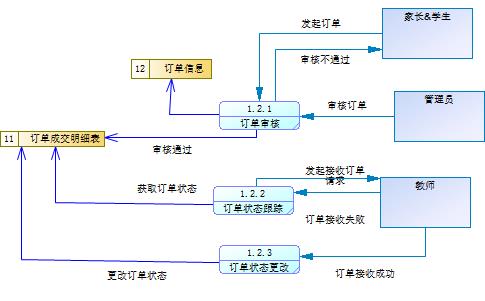 发起订单
家长&学生
审核不通过
12 订单信息
1.2.1
订单审核
审核订单
管理员
11 订单成交明细表
审核通过
获取订单状态
1.2.2
订单状态跟踪
发起接收订单
请求
教师
订单接收失败
1.2.3
订单状态更改
更改订单状态
订单接收成功